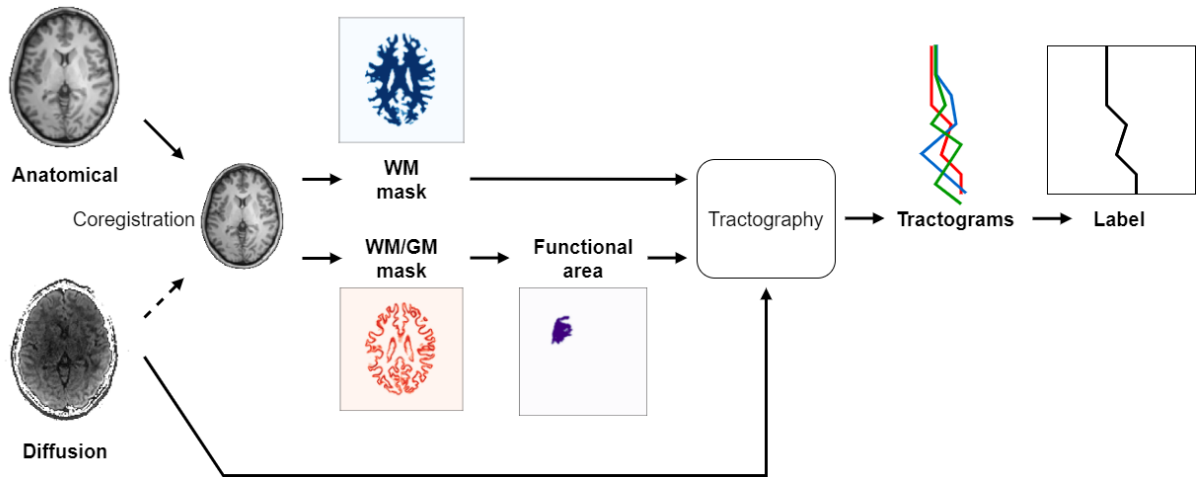 Anatomical
Coregistration
Diffusion
WM
mask
WM/GM
mask
Functional
area
Tractography
Tractograms
Label